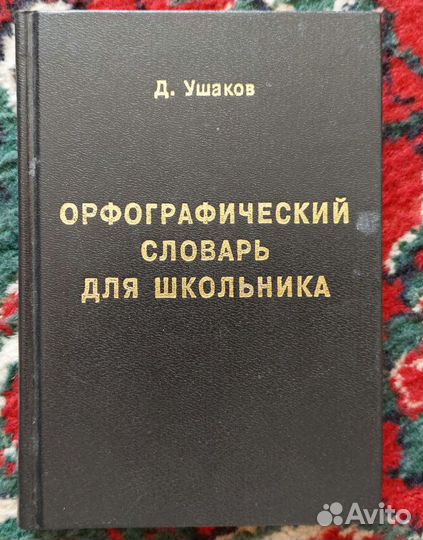 Д. Ушаков
ОРФОГРАФИЧЕСКИЙ
СЛОВАРЬ
ДЛЯ ШКОЛЬНИКА
Avito